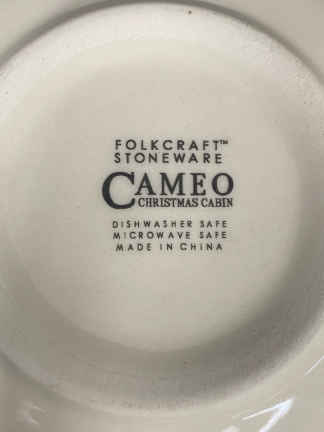 FOLKCRAFT™
STONEWARE
CAMEO
CHRISTMAS CABIN
DISHWASHER SAFE
MICROWAVE SAFE
MADE IN CHINA